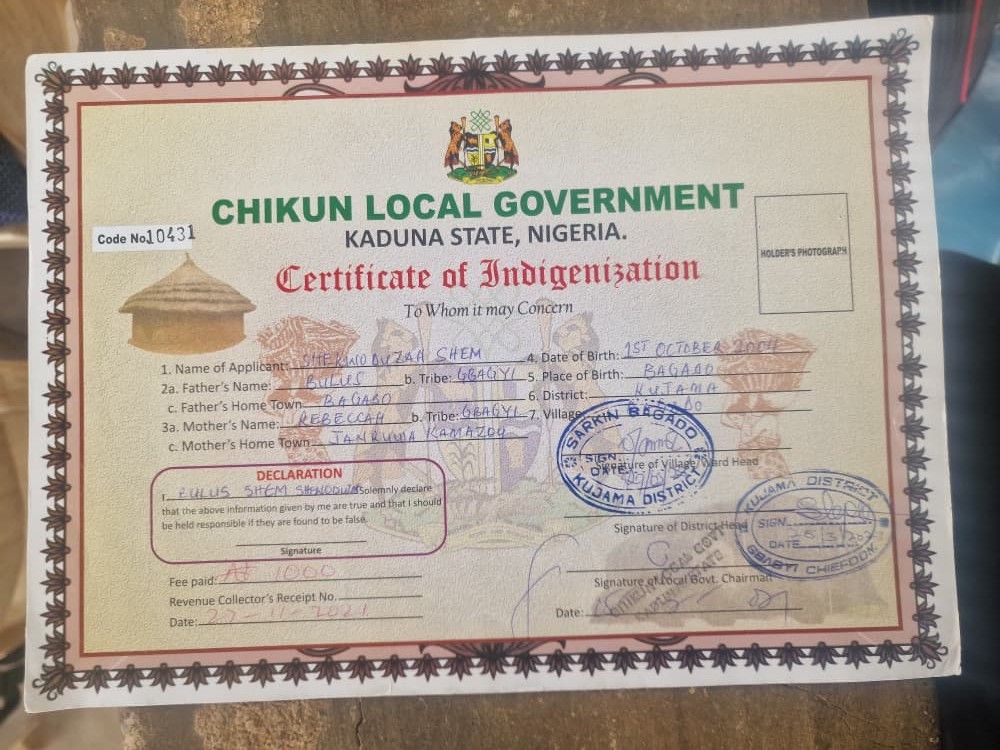 CHIKUN LOCAL GOVERNMENT
KADUNA STATE, NIGERIA.
Code No. 10431
HOLDER'S PHOTOGRAPH
Certificate of Indigenization
To Whom it may Concern
1. Name of Applicant: SHEM 4. Date of Birth: 1ST OCTOBER 2004
2a. Father's Name: BULUS b. Tribe: GBAGYI 5. Place of Birth: BAGADO
c. Father's Home Town BAGADO 6. District: KUJAMA
3a. Mother's Name: REBECCAH b. Tribe: GBAGYI 7. Village
c. Mother's Home Town JANRUWA KAMAZOU
SARKIN BAGADO
SIGN
DATE
KUJAMA DISTRICT
Signature of Village/Ward Head
DECLARATION
I, BULUS SHEM Solemnly declare
that the above information given by me are true and that I should
be held responsible if they are found to be false.
Signature
Signature of District Head
KUJAMA DISTRICT
SIGN
DATE
GBAGYI CHIEFDOM
Fee paid: 1000
Signature of Local Govt. Chairman
Revenue Collector's Receipt No.
Date: 27-11-2021
Date: